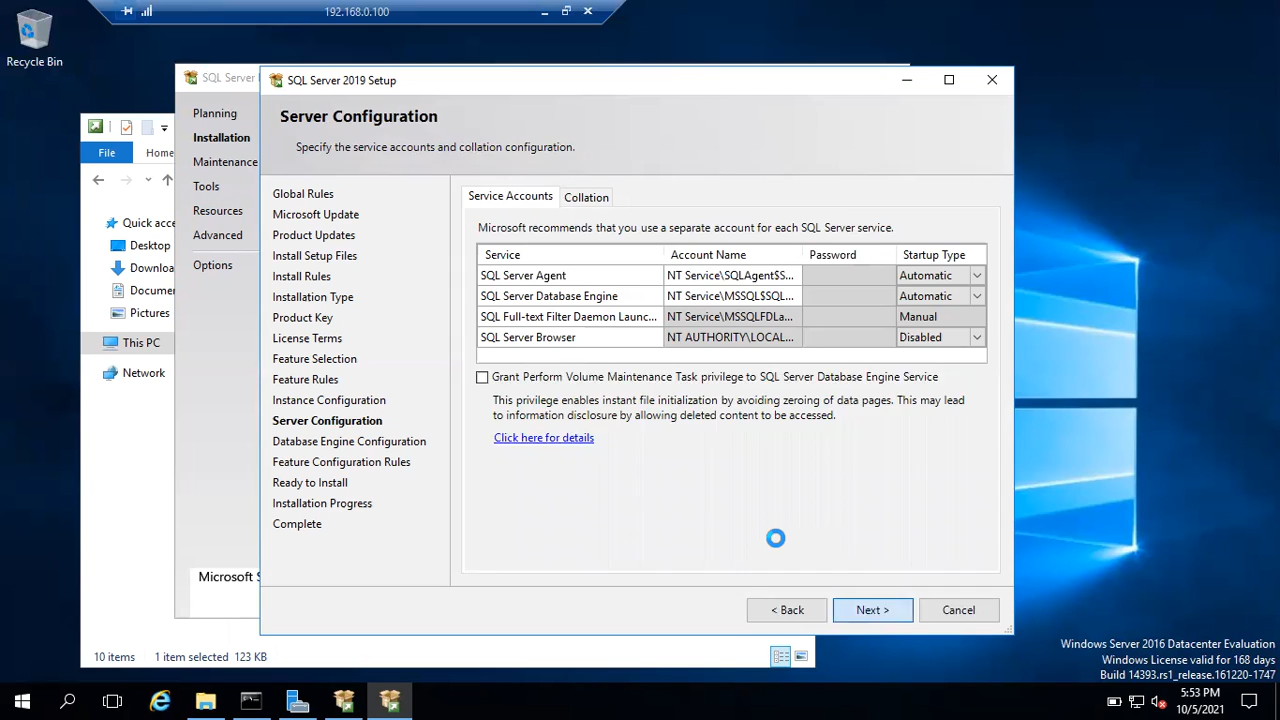 192.168.0.100
Recycle Bin
SQL Server
SQL Server 2019 Setup
Server Configuration
Specify the service accounts and collation configuration.
Planning
Installation
Maintenance
Tools
Resources
Advanced
Options
File
Home
Quick acce
Desktop
Downloa
Documen
Pictures
This PC
Network
Global Rules
Microsoft Update
Product Updates
Install Setup Files
Install Rules
Installation Type
Product Key
License Terms
Feature Selection
Feature Rules
Instance Configuration
Server Configuration
Database Engine Configuration
Feature Configuration Rules
Ready to Install
Installation Progress
Complete
Service Accounts Collation
Microsoft recommends that you use a separate account for each SQL Server service.
Service Account Name Password Startup Type
SQL Server Agent NT Service\SQLAgent$S... Automatic
SQL Server Database Engine NT Service\MSSQL$SQL... Automatic
SQL Full-text Filter Daemon Launc... NT Service\MSSQLFDLa... Manual
SQL Server Browser NT AUTHORITY\LOCAL... Disabled
Grant Perform Volume Maintenance Task privilege to SQL Server Database Engine Service
This privilege enables instant file initialization by avoiding zeroing of data pages. This may lead
to information disclosure by allowing deleted content to be accessed.
Click here for details
Microsoft S
< Back Next > Cancel
10 items 1 item selected 123 KB
Windows Server 2016 Datacenter Evaluation
Windows License valid for 168 days
Build 14393.rs1_release.161220-1747
5:53 PM
10/5/2021